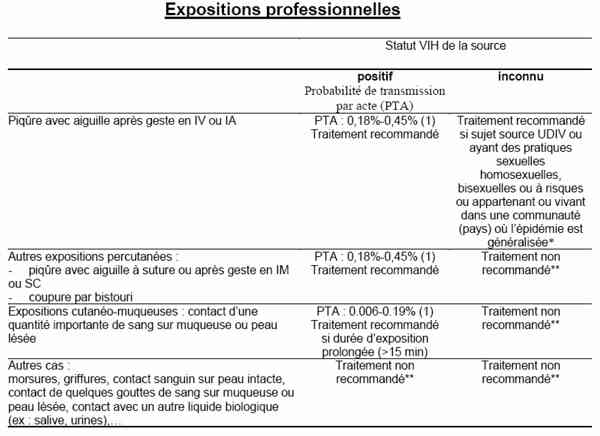 Expositions professionnelles
Statut VIH de la source
positif
Probabilité de transmission
par acte (PTA)
inconnu
Piqûre avec aiguille après geste en IV ou IA
PTA : 0,18%-0,45% (1)
Traitement recommandé
Traitement recommandé
si sujet source UDIV ou
ayant des pratiques
sexuelles
homosexuelles,
bisexuelles ou à risques
ou appartenant ou vivant
dans une communauté
(pays) où l'épidémie est
généralisée*
Autres expositions percutanées :
- piqûre avec aiguille à suture ou après geste en IM
ou SC
- coupure par bistouri
PTA : 0,18%-0,45% (1)
Traitement recommandé
Traitement non
recommandé**
Expositions cutanéo-muqueuses : contact d'une
quantité importante de sang sur muqueuse ou peau
lésée
PTA : 0.006-0.19% (1)
Traitement recommandé
si durée d'exposition
prolongée (>15 min)
Traitement non
recommandé**
Autres cas :
morsures, griffures, contact sanguin sur peau intacte,
contact de quelques gouttes de sang sur muqueuse ou
peau lésée, contact avec un autre liquide biologique
(ex : salive, urines),…
Traitement non
recommandé**
Traitement non
recommandé**